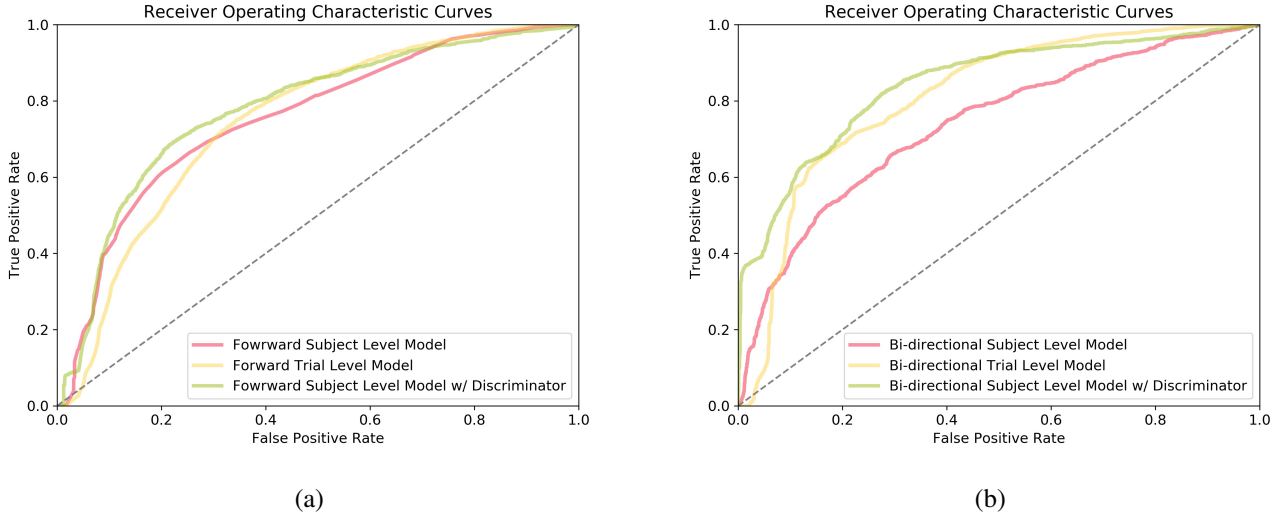 Receiver Operating Characteristic Curves
1.0
0.8
0.6
0.4
0.2
0.0
True Positive Rate
Fowrward Subject Level Model
Forward Trial Level Model
Fowrward Subject Level Model w/ Discriminator
0.0 0.2 0.4 0.6 0.8 1.0
False Positive Rate
(a)
Receiver Operating Characteristic Curves
1.0
0.8
0.6
0.4
0.2
0.0
True Positive Rate
Bi-directional Subject Level Model
Bi-directional Trial Level Model
Bi-directional Subject Level Model w/ Discriminator
0.0 0.2 0.4 0.6 0.8 1.0
False Positive Rate
(b)